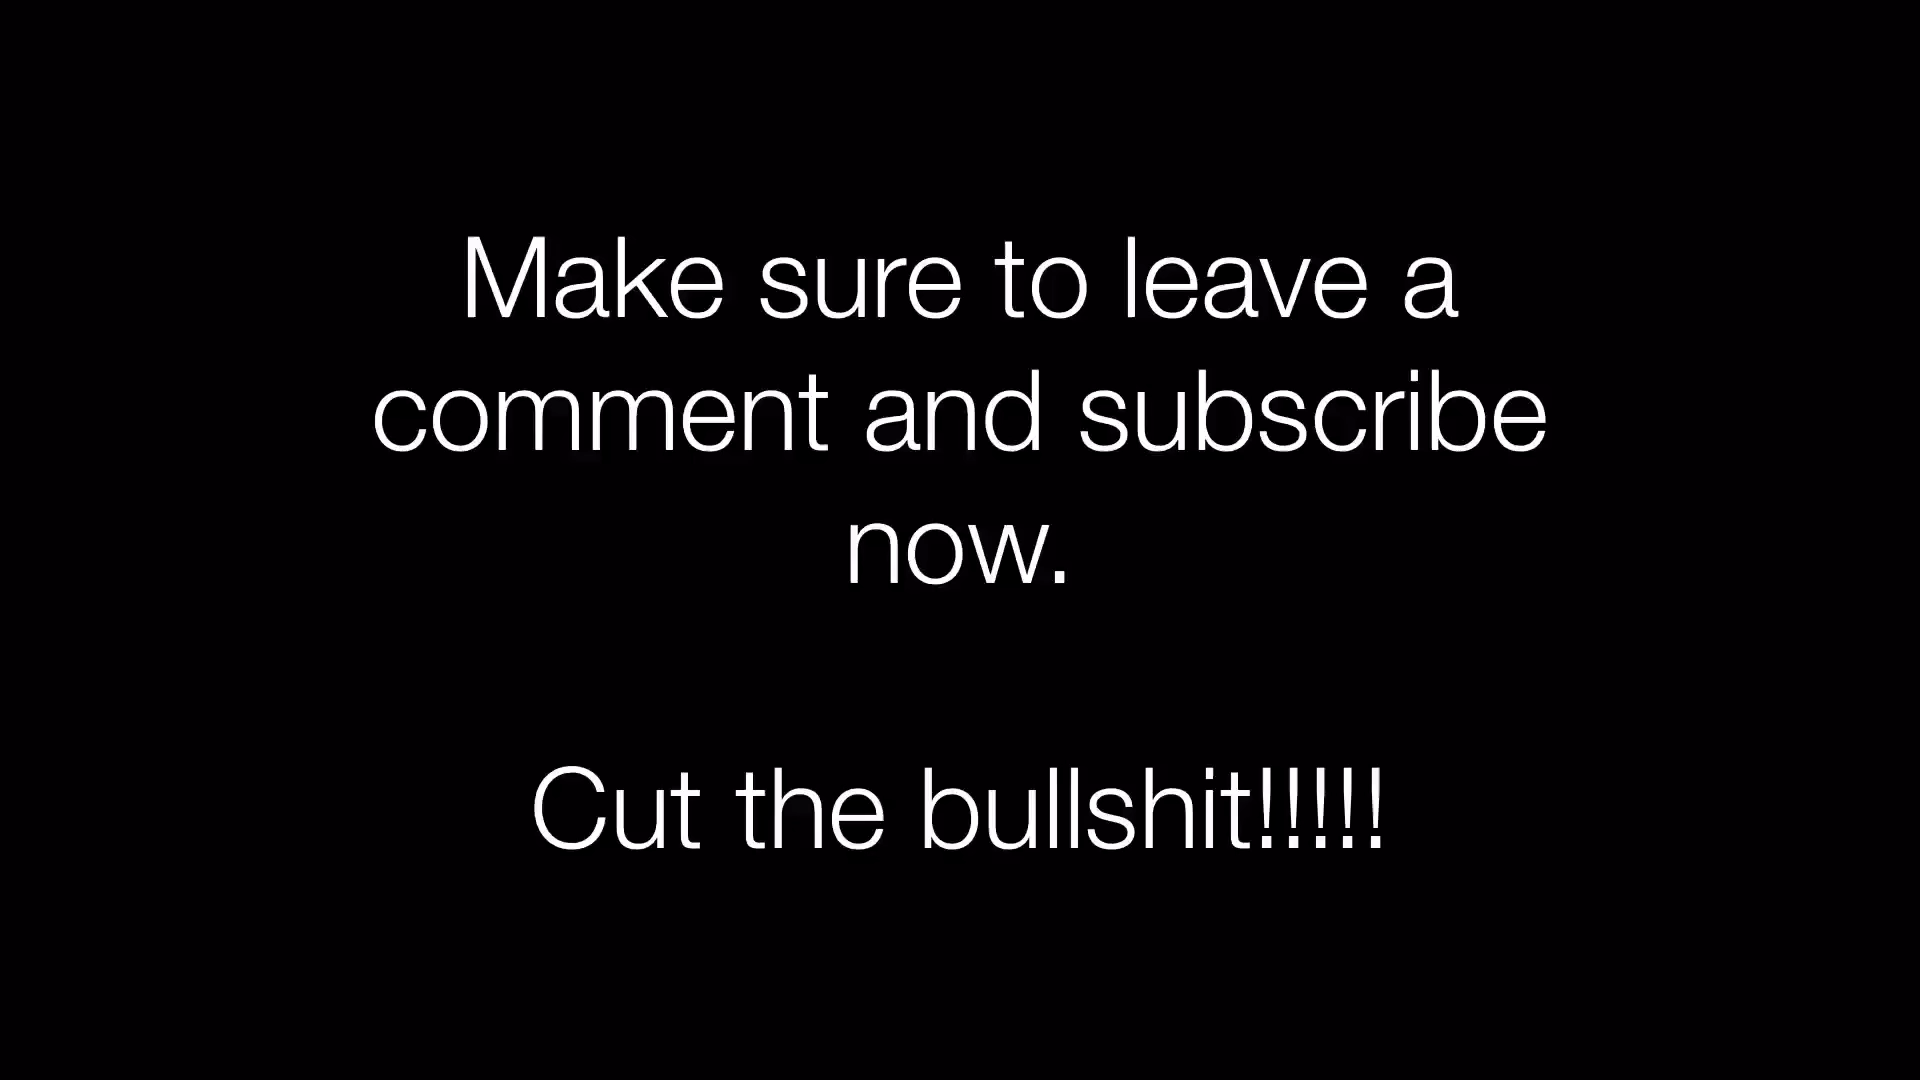 Make sure to leave a
comment and subscribe
now.
Cut the bullshit!!!!!